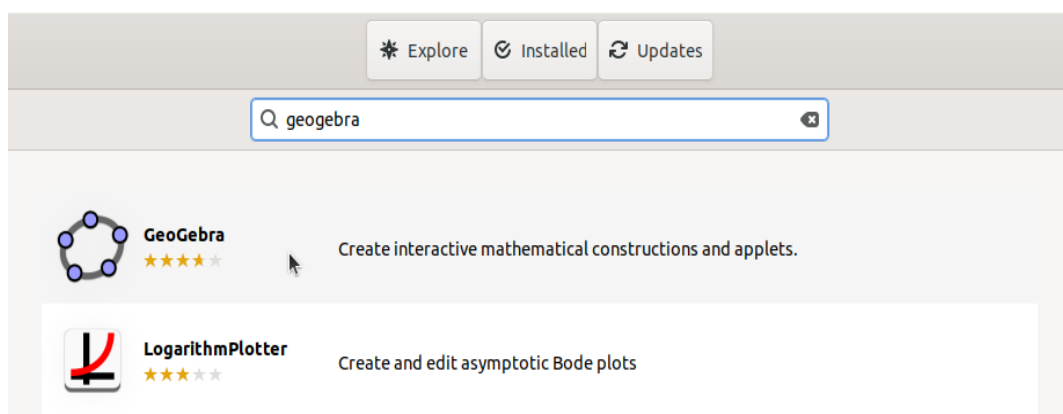 Explore Installed Updates
geogebra
GeoGebra
Create interactive mathematical constructions and applets.
LogarithmPlotter
Create and edit asymptotic Bode plots